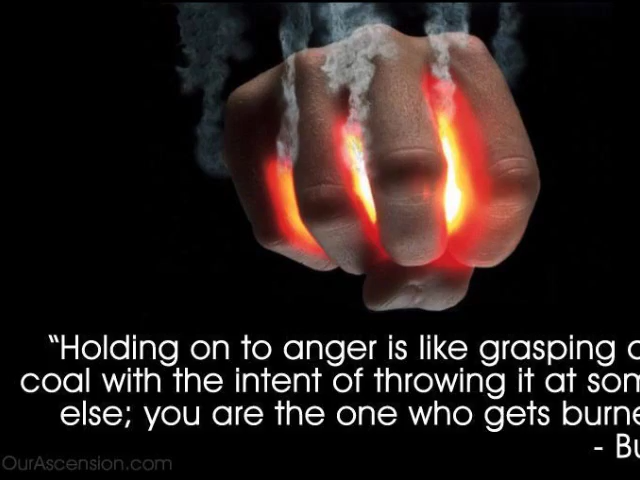 “Holding on to anger is like grasping a
coal with the intent of throwing it at som
else; you are the one who gets burne
- Bu
OurAscension.com